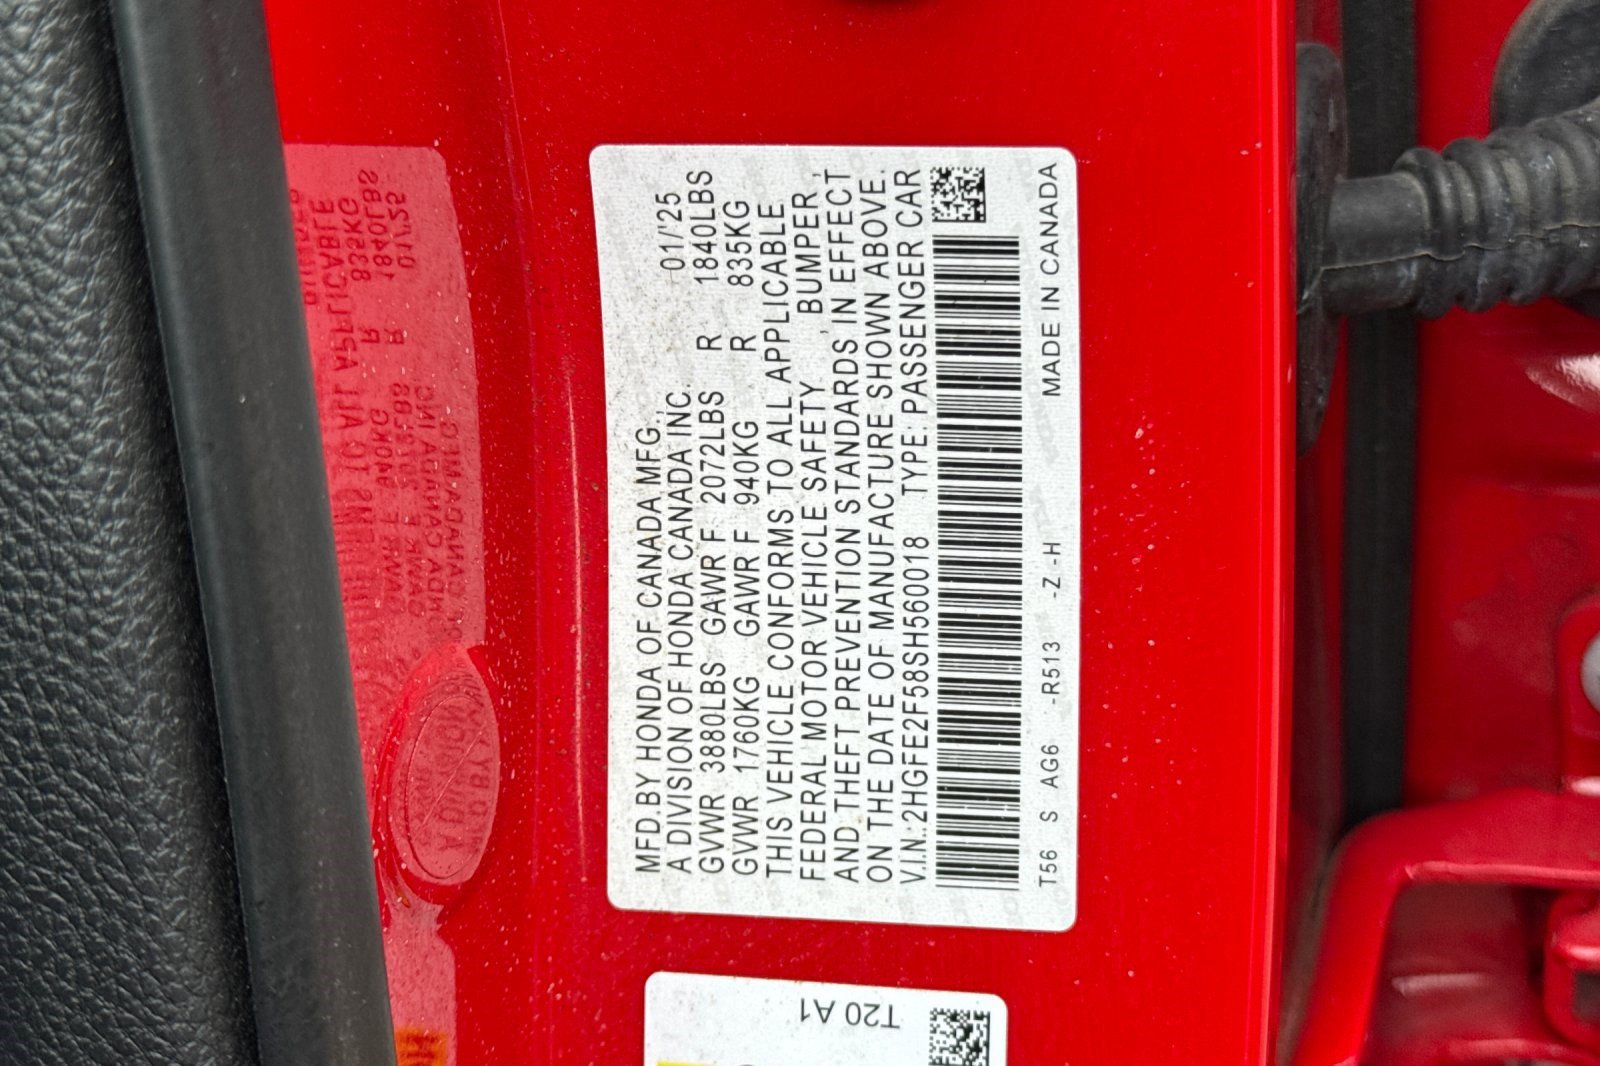 MFD.BY HONDA OF CANADA MFG., 01/'25
A DIVISION OF HONDA CANADA INC.
GVWR 3880LBS GAWR F 2072LBS R 1840LBS
GVWR 1760KG GAWR F 940KG R 835KG
THIS VEHICLE CONFORMS TO ALL APPLICABLE
FEDERAL MOTOR VEHICLE SAFETY , BUMPER ,
AND THEFT PREVENTION STANDARDS IN EFFECT
ON THE DATE OF MANUFACTURE SHOWN ABOVE.
V.I.N.:2HGFE2F58SH560018 TYPE: PASSENGER CAR
T56 S AG6 -R513 -Z -H MADE IN CANADA
T20 A1